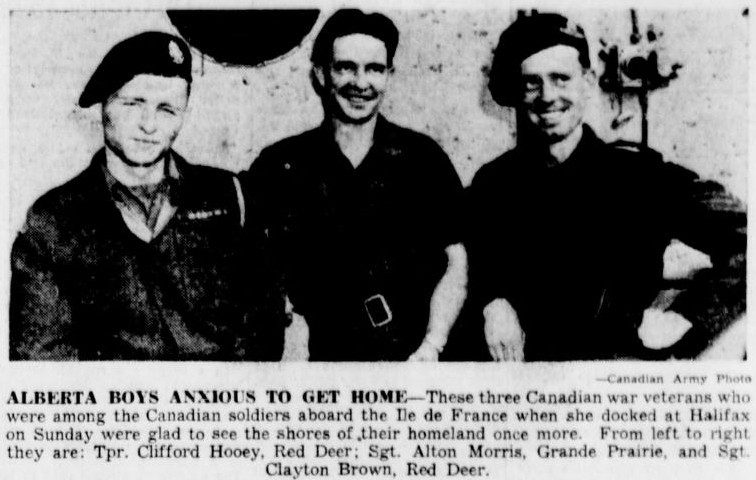 —Canadian Army Photo
ALBERTA BOYS ANXIOUS TO GET HOME—These three Canadian war veterans who
were among the Canadian soldiers aboard the Ile de France when she docked at Halifax
on Sunday were glad to see the shores of their homeland once more. From left to right
they are: Tpr. Clifford Hooey, Red Deer; Sgt. Alton Morris, Grande Prairie, and Sgt.
Clayton Brown, Red Deer.